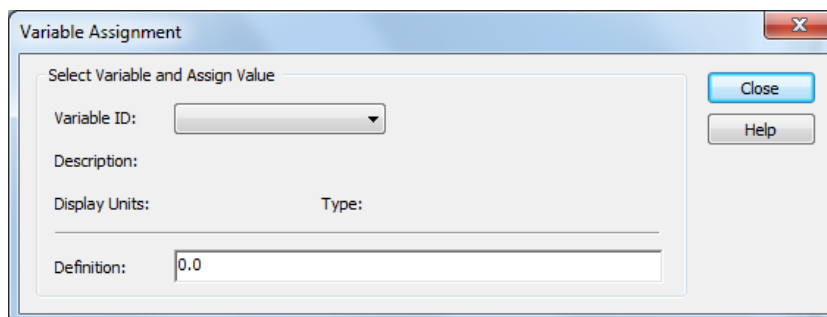 Variable Assignment
Select Variable and Assign Value
Close
Variable ID:
Help
Description:
Display Units: Type:
Definition: 0.0